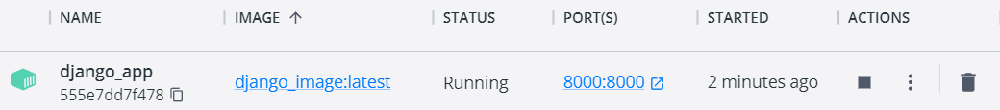 NAME IMAGE ↑ STATUS PORT(S) STARTED ACTIONS
django_app django_image:latest Running 8000:8000 2 minutes ago
555e7dd7f478